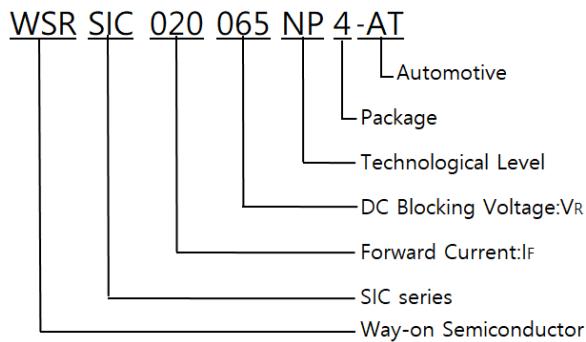 WSR SIC 020 065 NP 4 -AT
Automotive
Package
Technological Level
DC Blocking Voltage:VR
Forward Current:IF
SIC series
Way-on Semiconductor